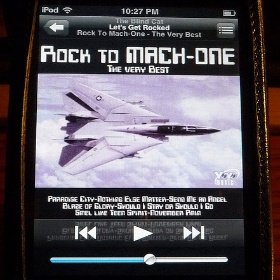 iPod 10:27 PM
The Blind Cat
Let's Get Rocked
Rock To Mach-One - The Very Best
Rock to MACH-ONE
The very Best
Paradise City-Nothing Else Matter-Send Me an Angel
Blaze of Glory-Should I Stay or Should I Go
Smel like Teen Spirit-November Rain